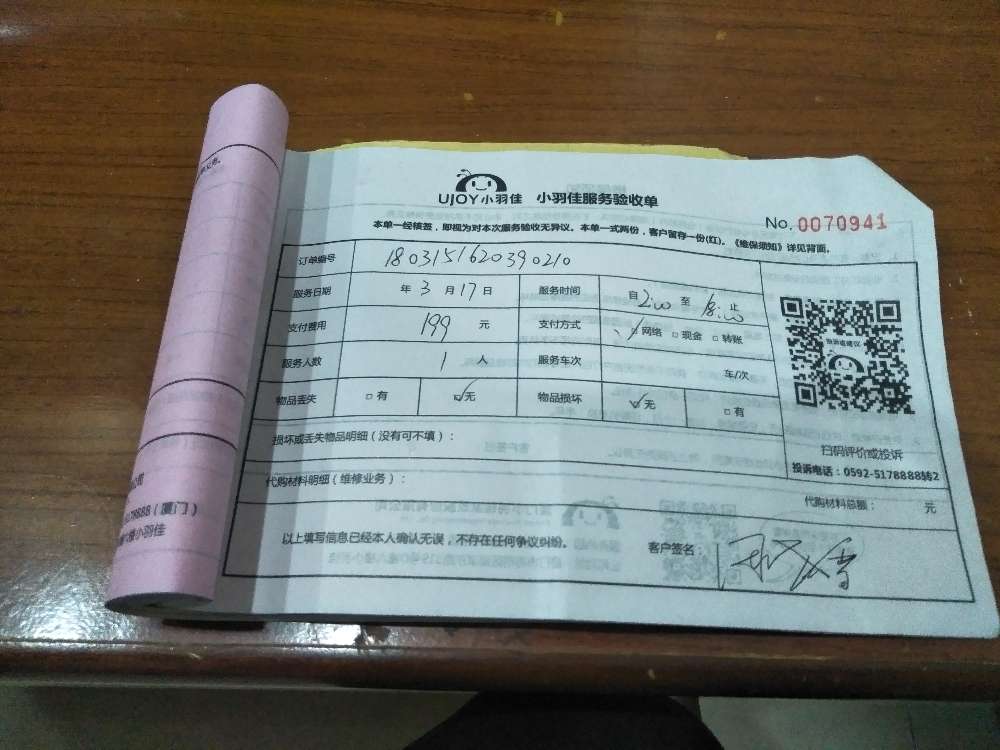 UJOY小羽佳 小羽佳服务验收单
No. 0070941
本单一经核签，即视为对本次服务验收无异议。本单一式两份，客户留存一份(红)。《维保须知》详见背面。
订单编号 1803151620390210
服务日期 年 3 月 17 日 服务时间 自 2:00 至 18:00 止
支付费用 199 元 支付方式 □网络 □现金 □转账
服务人数 1 人 服务车次 车/次
物品丢失 □有 ☑无 物品损坏 ☑无 □有
损坏或丢失物品明细（没有可不填）：
扫码评价或投诉
投诉电话：0592-5178888转2
代购材料明细（维修业务）：
代购材料总额： 元
以上填写信息已经本人确认无误，不存在任何争议纠纷。
客户签名：
78888（厦门）
楼小羽佳